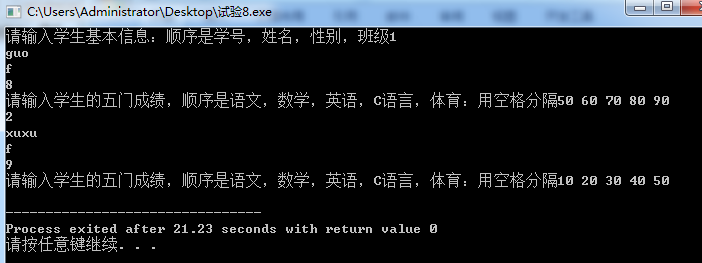 C:\Users\Administrator\Desktop\试验8.exe
请输入学生基本信息：顺序是学号，姓名，性别，班级1
guo
f
8
请输入学生的五门成绩，顺序是语文，数学，英语，C语言，体育：用空格分隔50 60 70 80 90
2
xuxu
f
9
请输入学生的五门成绩，顺序是语文，数学，英语，C语言，体育：用空格分隔10 20 30 40 50
--------------------------------
Process exited after 21.23 seconds with return value 0
请按任意键继续. . .